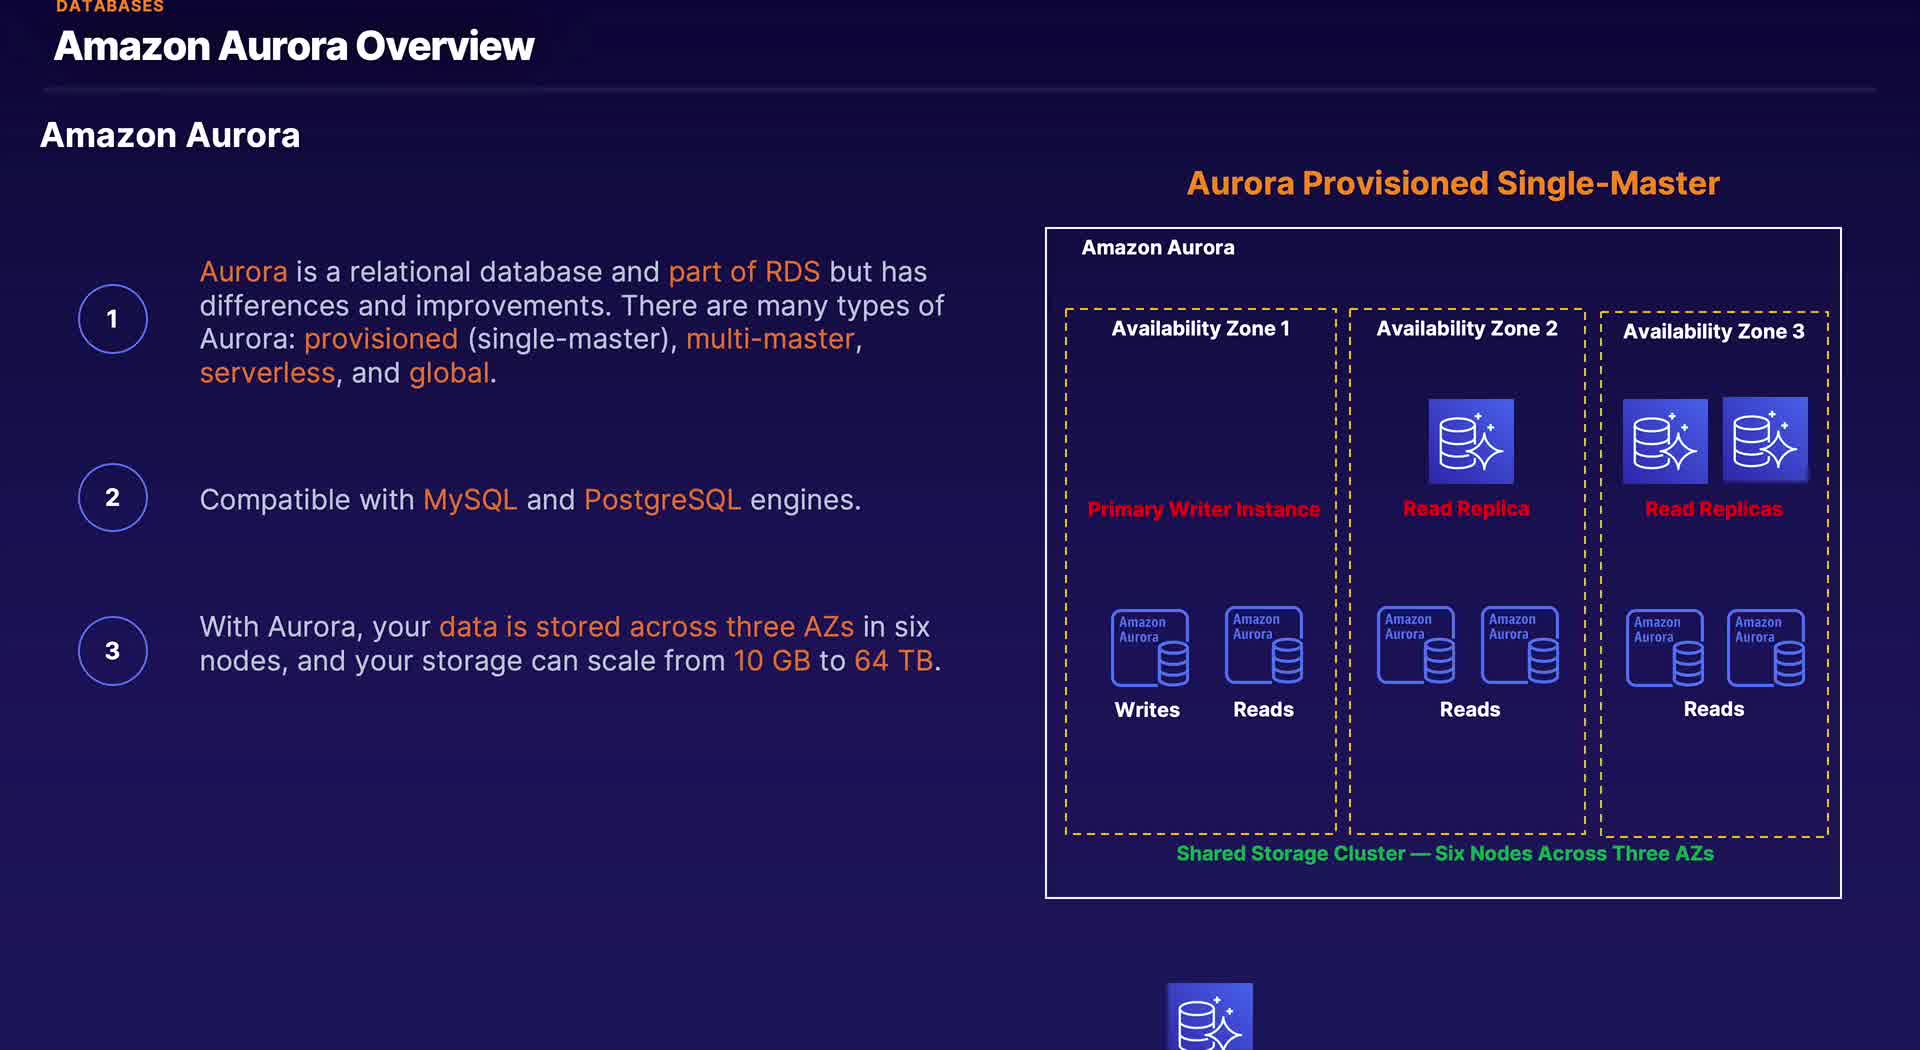 DATABASES
Amazon Aurora Overview
Amazon Aurora
1
Aurora is a relational database and part of RDS but has
differences and improvements. There are many types of
Aurora: provisioned (single-master), multi-master,
serverless, and global.
2
Compatible with MySQL and PostgreSQL engines.
3
With Aurora, your data is stored across three AZs in six
nodes, and your storage can scale from 10 GB to 64 TB.
Aurora Provisioned Single-Master
Amazon Aurora
Availability Zone 1
Availability Zone 2
Availability Zone 3
Primary Writer Instance
Read Replica
Read Replicas
Amazon
Aurora
Amazon
Aurora
Amazon
Aurora
Amazon
Aurora
Amazon
Aurora
Amazon
Aurora
Writes
Reads
Reads
Reads
Shared Storage Cluster — Six Nodes Across Three AZs